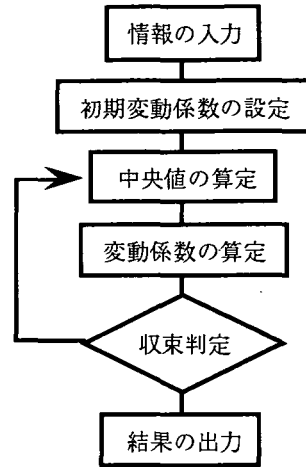 情報の入力
初期変動係数の設定
中央値の算定
変動係数の算定
収束判定
結果の出力